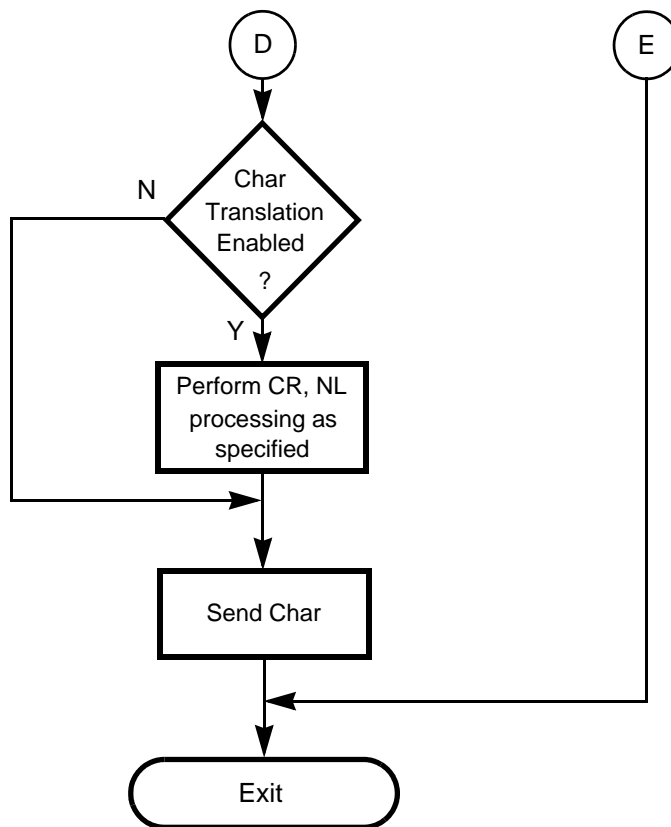 D
E
N
Char
Translation
Enabled
?
Y
Perform CR, NL
processing as
specified
Send Char
Exit